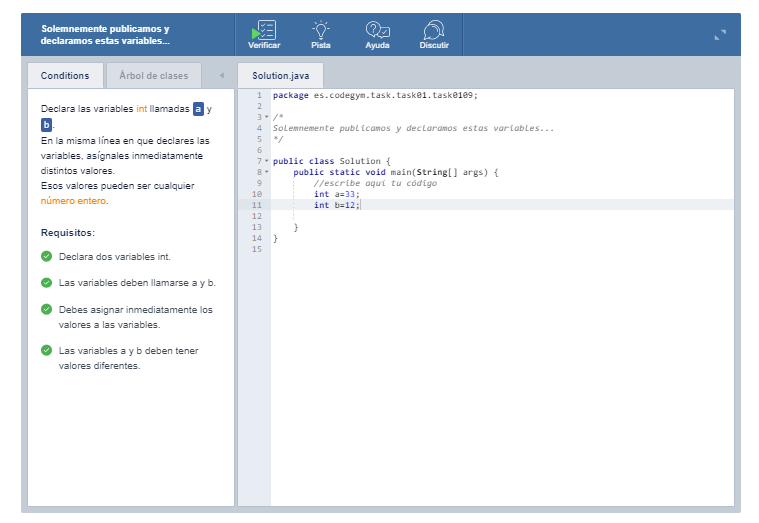 Solemnemente publicamos y
declaramos estas variables...
Verificar
Pista
Ayuda
Discutir
Conditions
Árbol de clases
Solution.java
Declara las variables int llamadas a y
b.
En la misma línea en que declares las
variables, asígnales inmediatamente
distintos valores.
Esos valores pueden ser cualquier
número entero.
Requisitos:
Declara dos variables int.
Las variables deben llamarse a y b.
Debes asignar inmediatamente los
valores a las variables.
Las variables a y b deben tener
valores diferentes.
1 package es.codegym.task.task01.task0109;
2
3 /*
4 Solemnemente publicamos y declaramos estas variables...
5 */
6
7 public class Solution {
8 public static void main(String[] args) {
9 //escribe aquí tu código
10 int a=33;
11 int b=12;
12
13 }
14 }
15